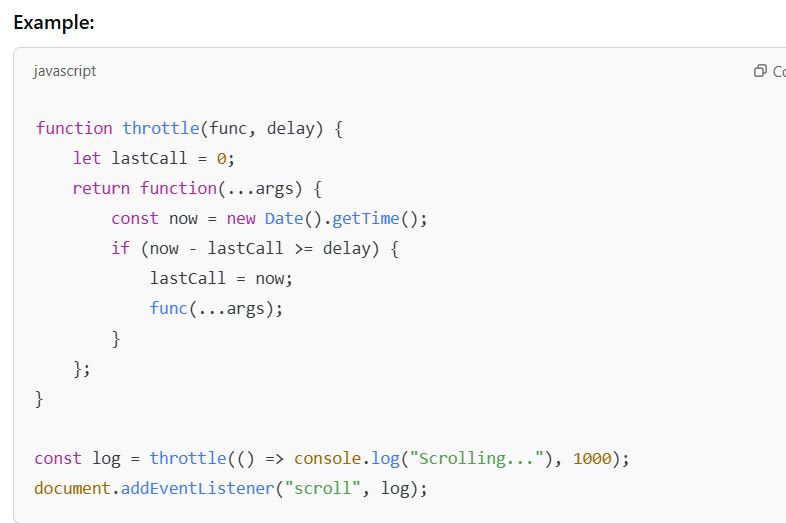 Example:
javascript
function throttle(func, delay) {
    let lastCall = 0;
    return function(...args) {
        const now = new Date().getTime();
        if (now - lastCall >= delay) {
            lastCall = now;
            func(...args);
        }
    };
}
const log = throttle(() => console.log("Scrolling..."), 1000);
document.addEventListener("scroll", log);